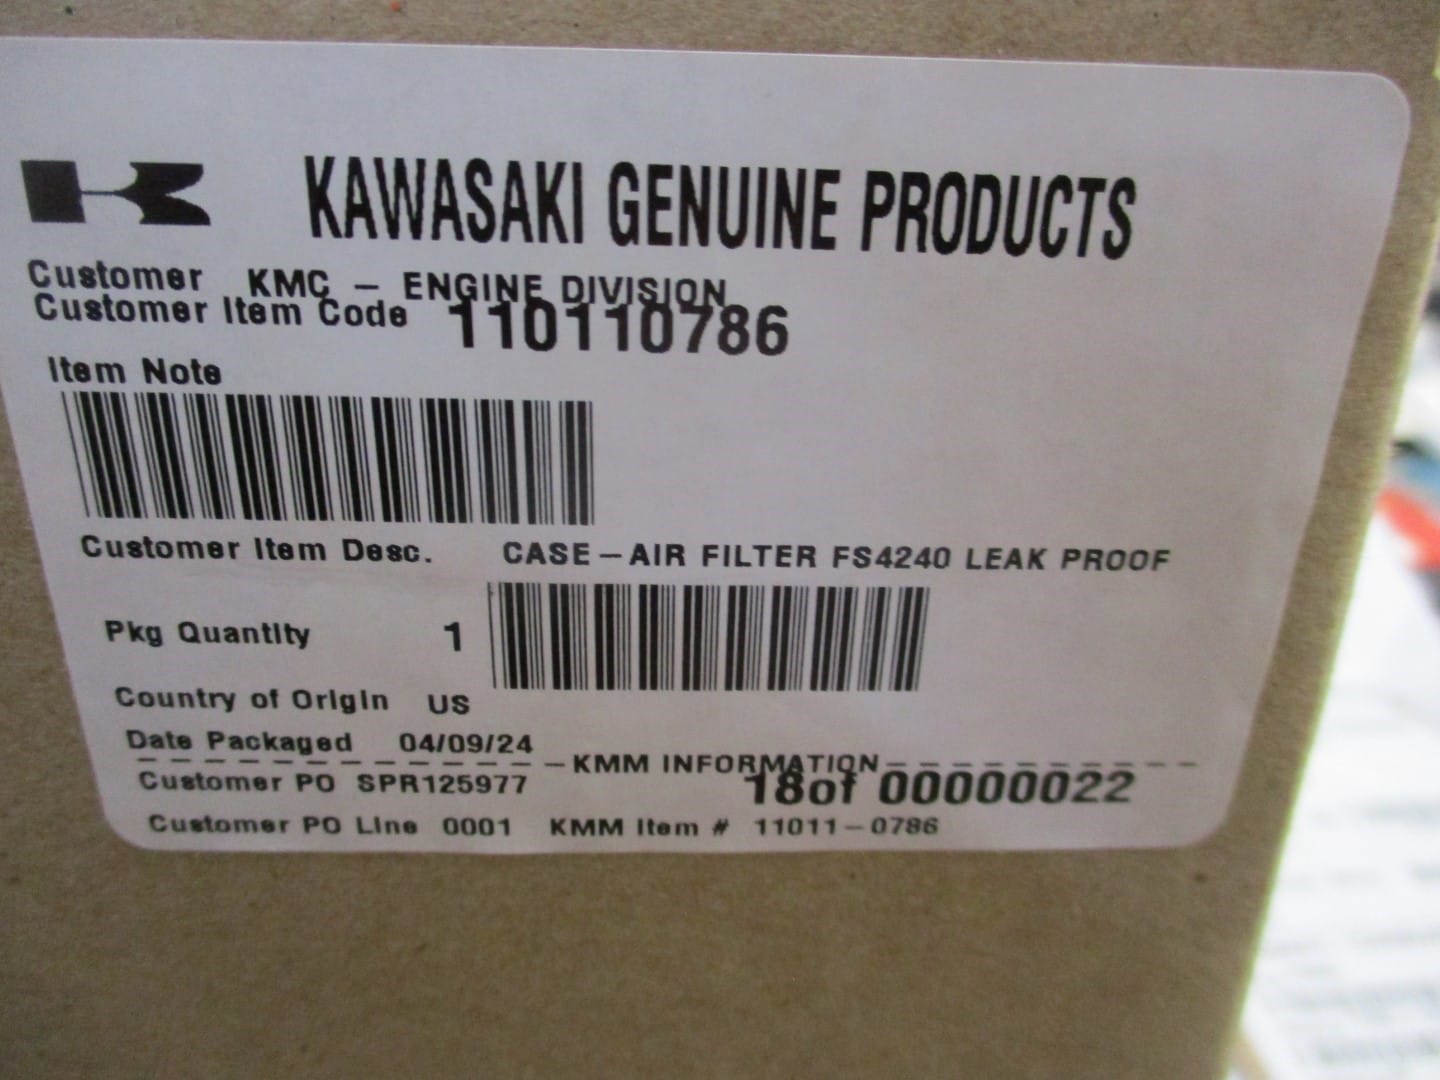 KAWASAKI GENUINE PRODUCTS
Customer KMC - ENGINE DIVISION
Customer Item Code 110110786
Item Note
Customer Item Desc. CASE-AIR FILTER FS4240 LEAK PROOF
Pkg Quantity 1
Country of Origin US
Date Packaged 04/09/24
KMM INFORMATION
Customer PO SPR125977 18of 00000022
Customer PO Line 0001 KMM Item # 11011-0786